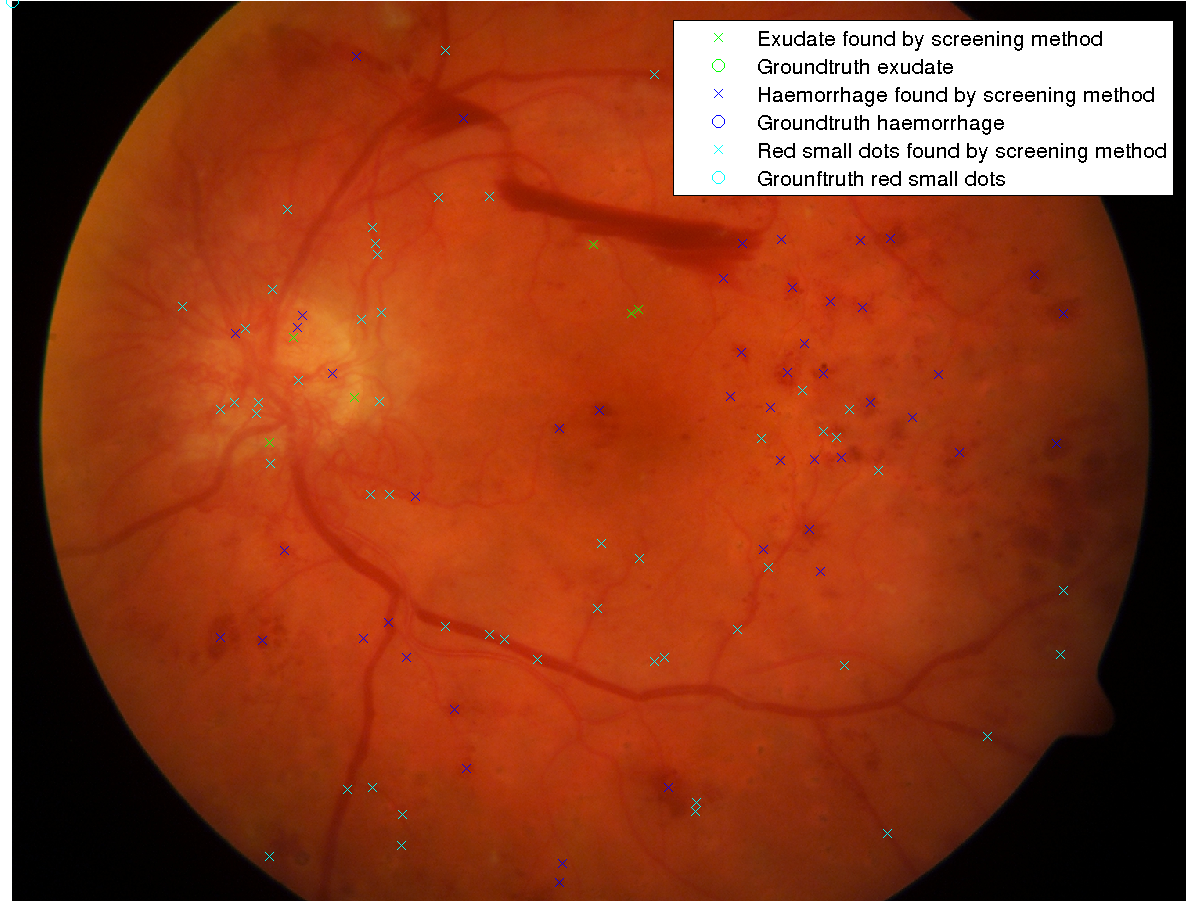 Exudate found by screening method
Groundtruth exudate
Haemorrhage found by screening method
Groundtruth haemorrhage
Red small dots found by screening method
Grounftruth red small dots